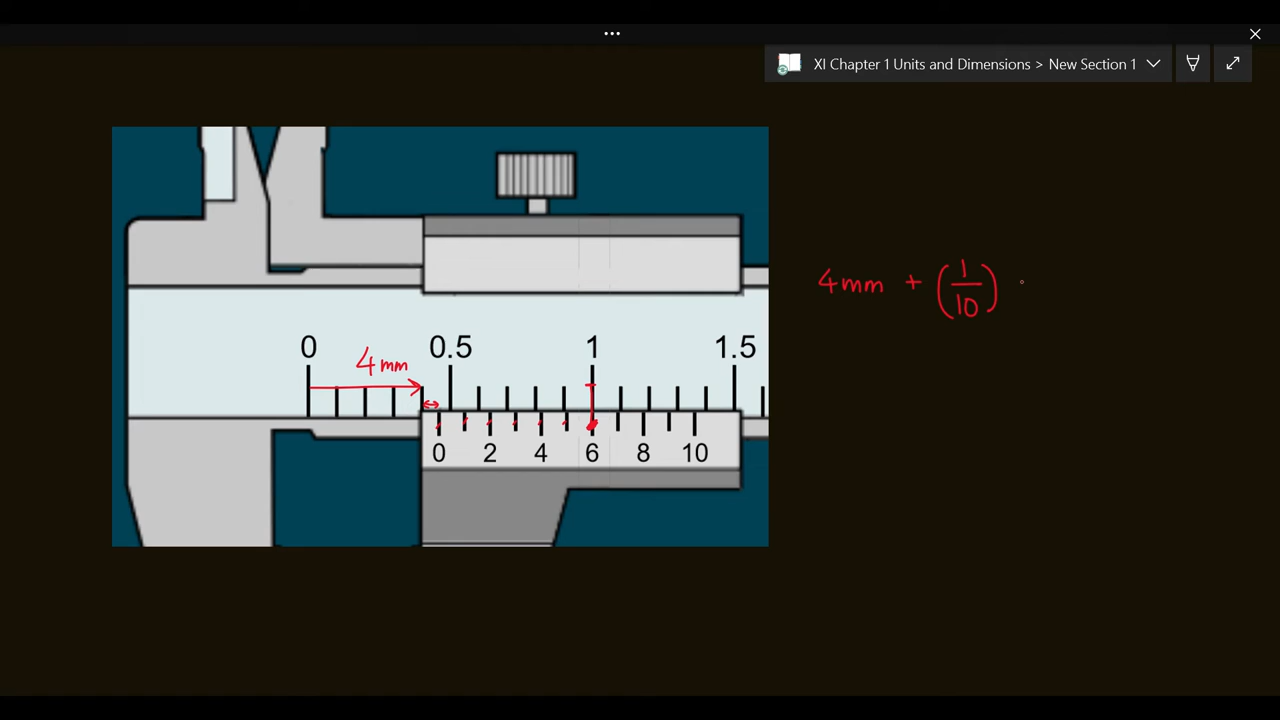 XI Chapter 1 Units and Dimensions > New Section 1
4mm + (1/10)
0 0.5 1 1.5
4mm
0 2 4 6 8 10